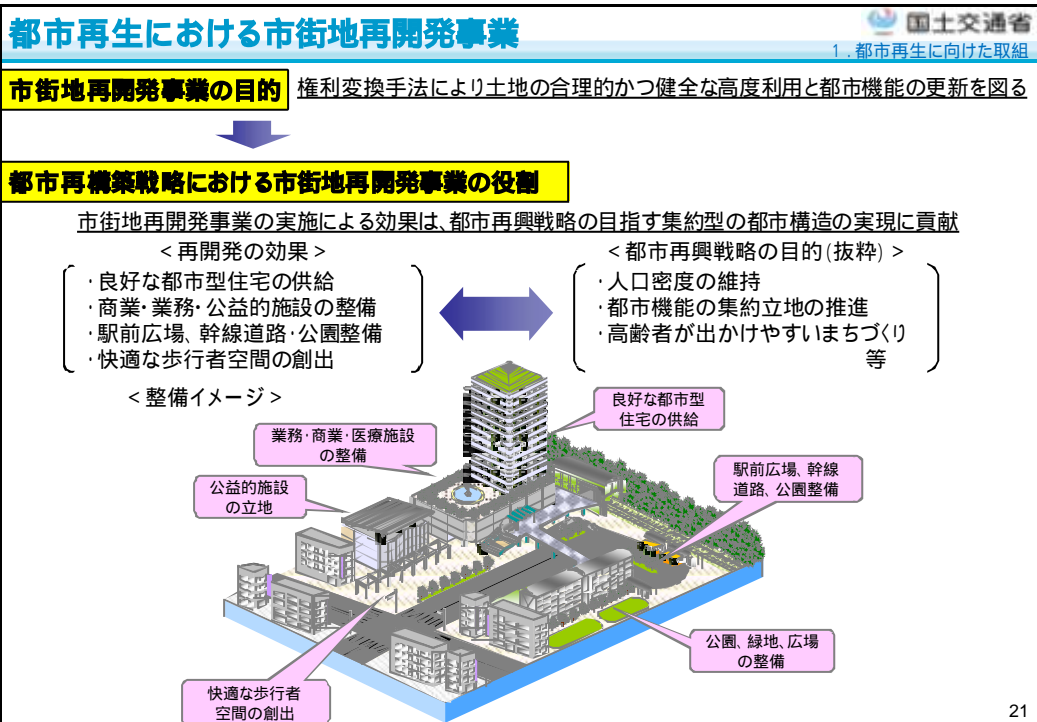 都市再生における市街地再開発事業
国土交通省
1.都市再生に向けた取組
市街地再開発事業の目的
権利変換手法により土地の合理的かつ健全な高度利用と都市機能の更新を図る
都市再構築戦略における市街地再開発事業の役割
市街地再開発事業の実施による効果は、都市再興戦略の目指す集約型の都市構造の実現に貢献
<再開発の効果>
・良好な都市型住宅の供給
・商業・業務・公益的施設の整備
・駅前広場、幹線道路・公園整備
・快適な歩行者空間の創出
<都市再興戦略の目的(抜粋)>
・人口密度の維持
・都市機能の集約立地の推進
・高齢者が出かけやすいまちづくり
等
<整備イメージ>
良好な都市型
住宅の供給
業務・商業・医療施設
の整備
駅前広場、幹線
道路、公園整備
公益的施設
の立地
公園、緑地、広場
の整備
快適な歩行者
空間の創出
21